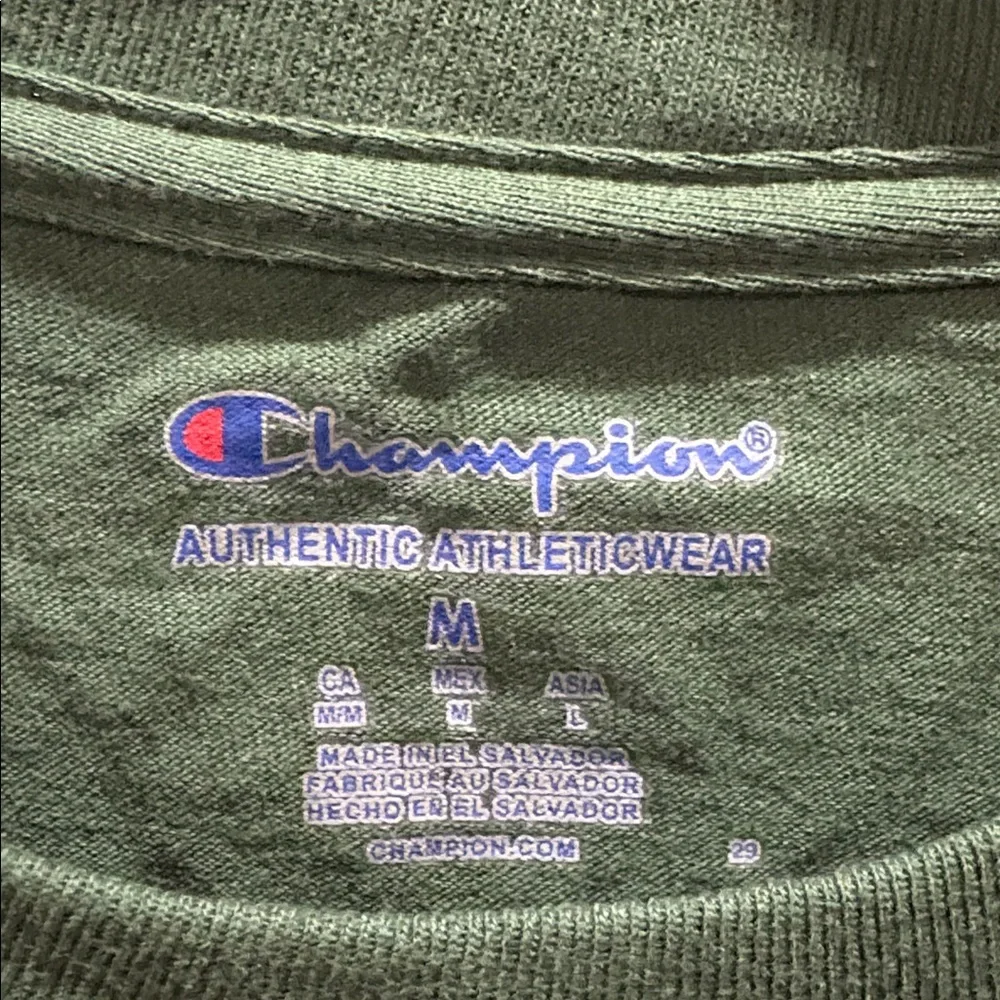 Champion®
AUTHENTIC ATHLETICWEAR
M
CA MEX ASIA
M/M M L
MADE IN EL SALVADOR
FABRIQUE AU SALVADOR
HECHO EN EL SALVADOR
CHAMPION.COM 29